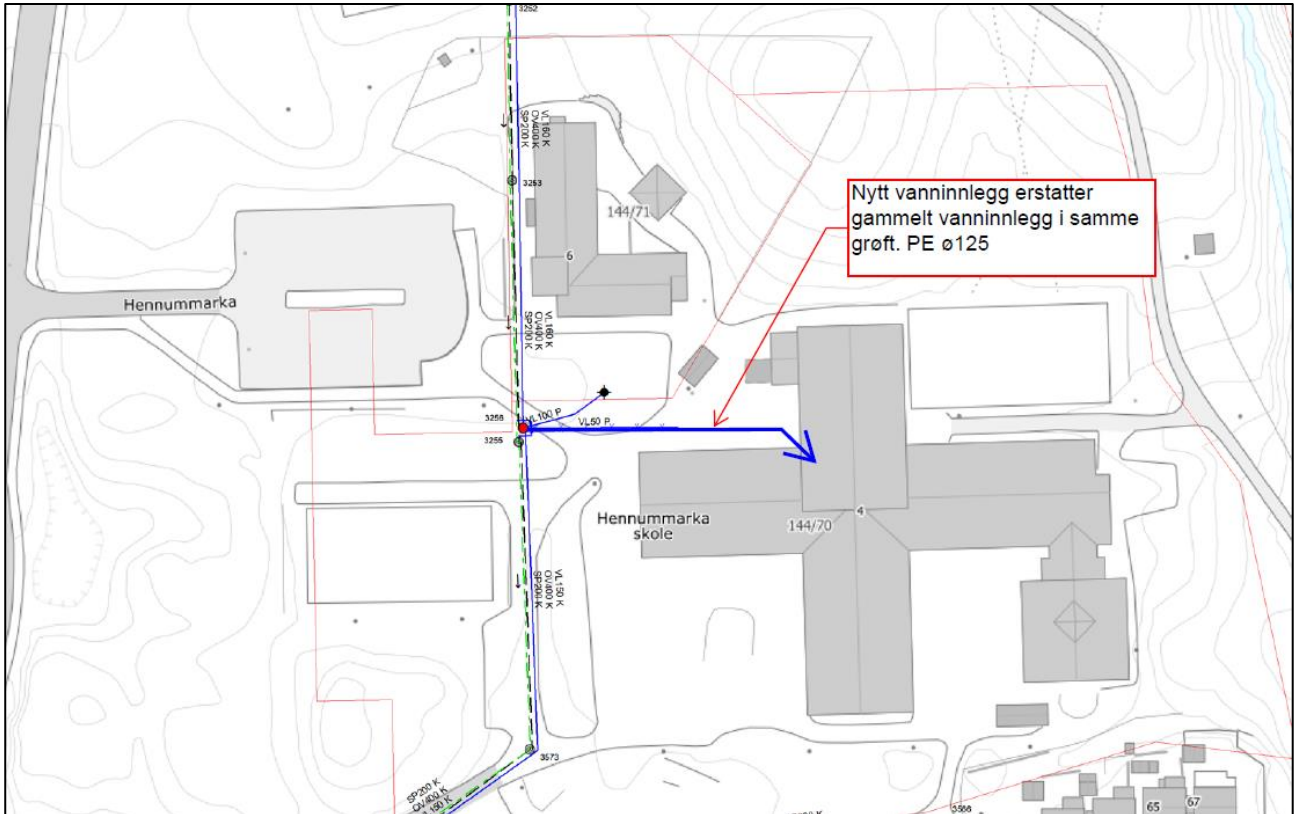 3252
VL160 K
OV400 K
SP200 K
3253
144/71
6
Nytt vanninnlegg erstatter
gammelt vanninnlegg i samme
grøft. PE ø125
Hennummarka
VL160 K
OV400 K
SP200 K
3256
VL100 P
VL50 P
3255
Hennummarka
skole
144/70
4
VL150 K
OV400 K
SP200 K
3573
SP200 K
OV400 K
150 K
3566
65
67